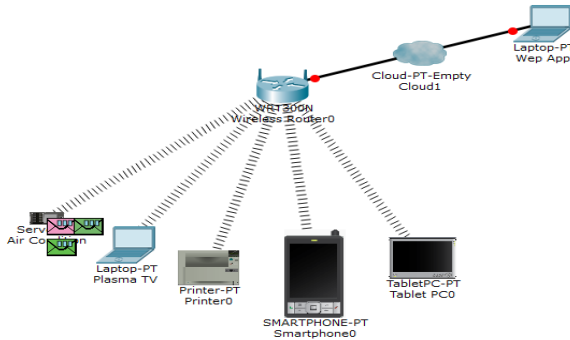 Laptop-PT
Wep App
Cloud-PT-Empty
Cloud1
WRT300N
Wireless Router0
Air Condition
Laptop-PT
Plasma TV
Printer-PT
Printer0
SMARTPHONE-PT
Smartphone0
TabletPC-PT
Tablet PC0